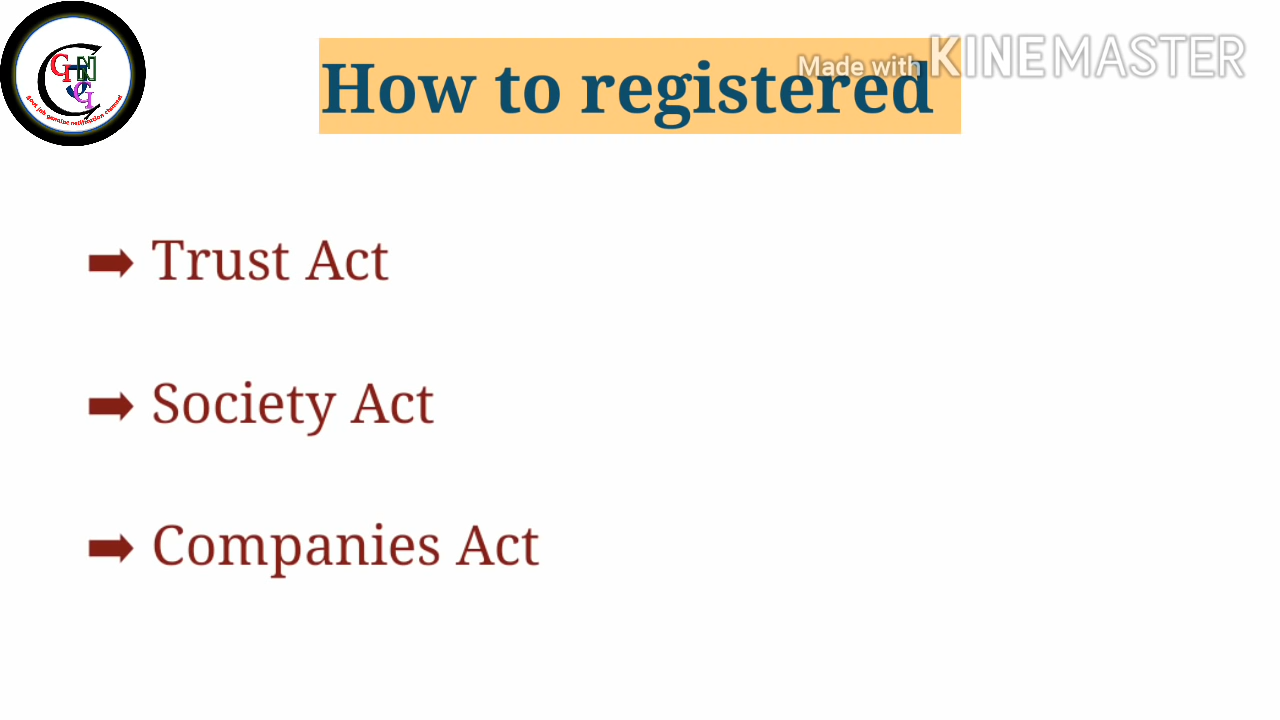 How to registered
Made with KINEMASTER
➡ Trust Act
➡ Society Act
➡ Companies Act